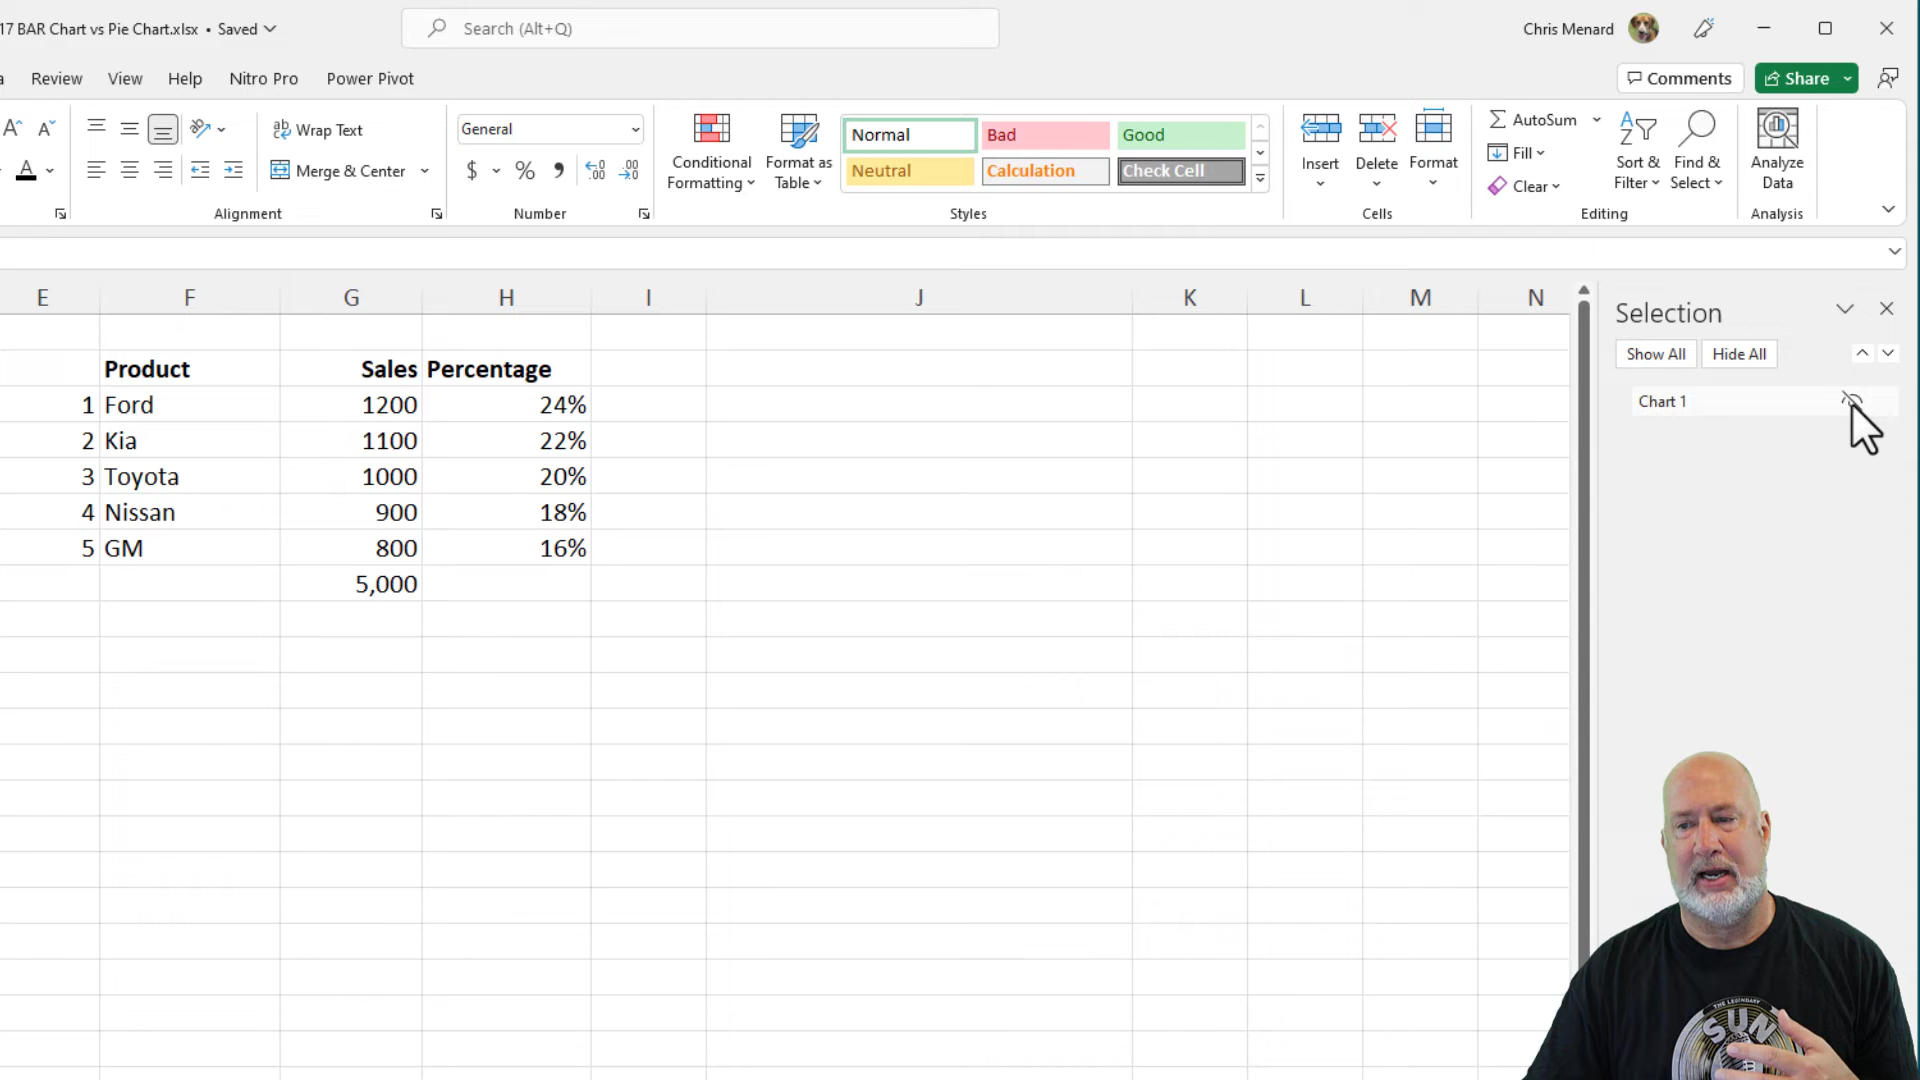 17 BAR Chart vs Pie Chart.xlsx • Saved
Search (Alt+Q)
Chris Menard
Review View Help Nitro Pro Power Pivot
Comments Share
Wrap Text
Merge & Center
Alignment
General
$ % 9
Number
Conditional Formatting
Format as Table
Normal Bad Good
Neutral Calculation Check Cell
Styles
Insert Delete Format
Cells
AutoSum
Fill
Clear
Sort & Filter
Find & Select
Editing
Analyze Data
Analysis
E F G H I J K L M N
Product Sales Percentage
1 Ford 1200 24%
2 Kia 1100 22%
3 Toyota 1000 20%
4 Nissan 900 18%
5 GM 800 16%
5,000
Selection
Show All Hide All
Chart 1
THE LEGENDARY
SUN